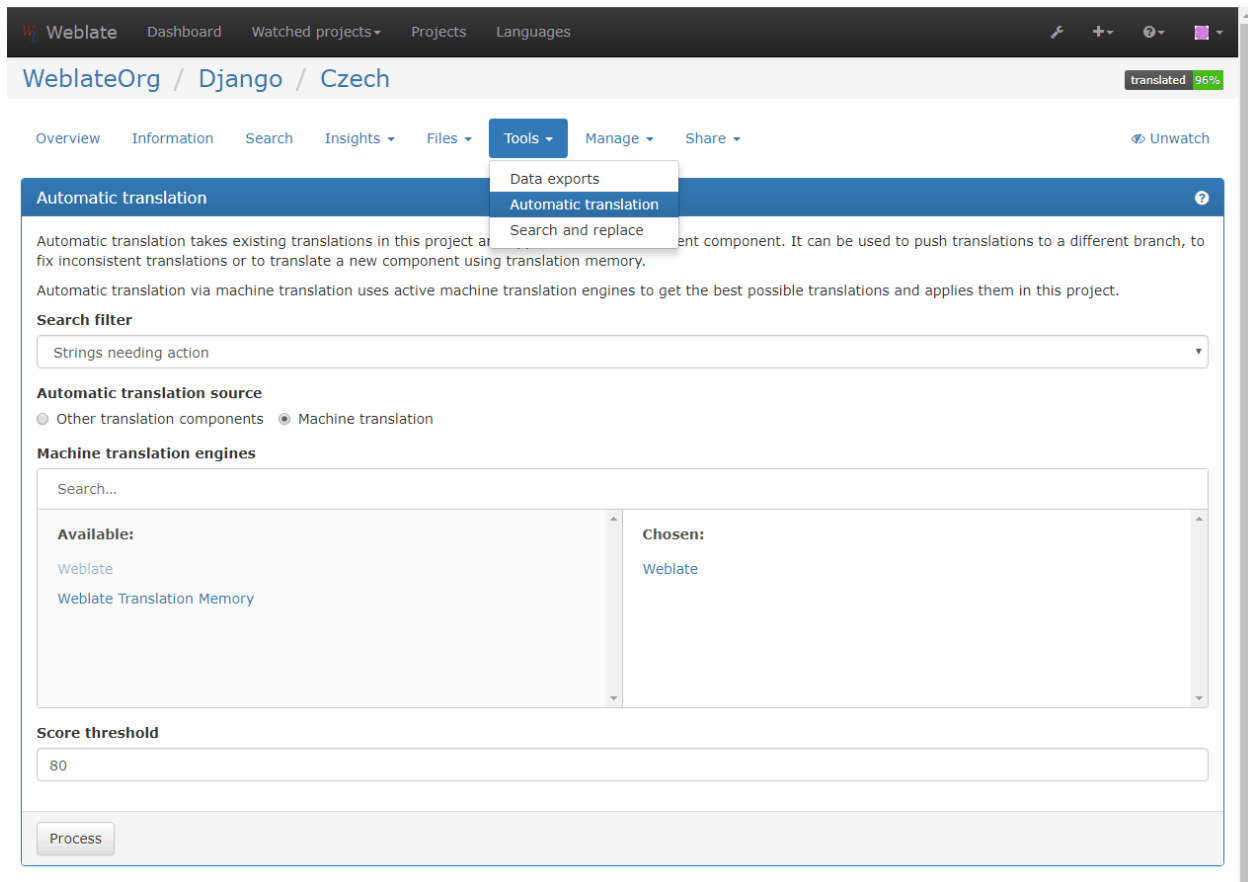 Weblate Dashboard Watched projects Projects Languages
WeblateOrg / Django / Czech translated 96%
Overview Information Search Insights Files Tools Manage Share Unwatch
Data exports
Automatic translation
Search and replace
Automatic translation
Automatic translation takes existing translations in this project ent component. It can be used to push translations to a different branch, to
fix inconsistent translations or to translate a new component using translation memory.
Automatic translation via machine translation uses active machine translation engines to get the best possible translations and applies them in this project.
Search filter
Strings needing action
Automatic translation source
Other translation components Machine translation
Machine translation engines
Search...
Available: Chosen:
Weblate Weblate
Weblate Translation Memory
Score threshold
80
Process